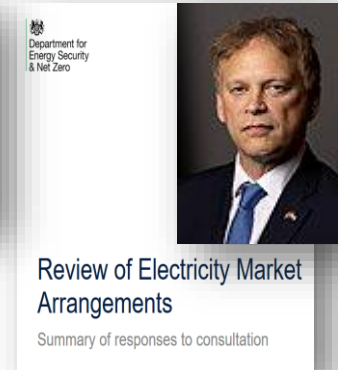 Department for
Energy Security
& Net Zero
Review of Electricity Market
Arrangements
Summary of responses to consultation